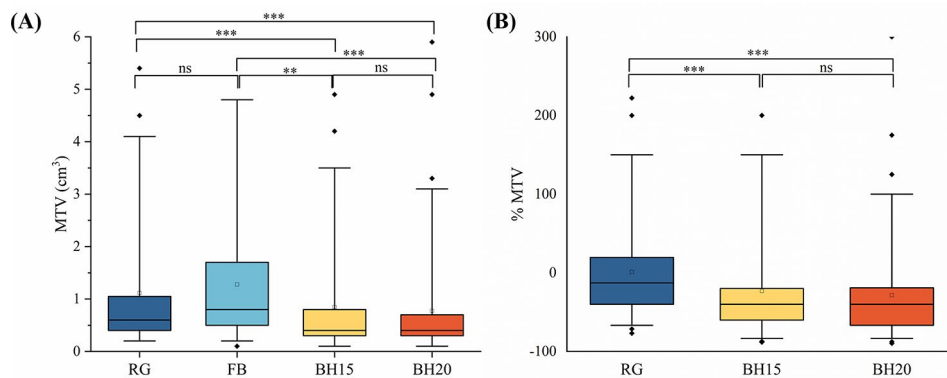 (A)
***
***
***
ns
**
ns
6
5
4
3
2
1
0
MTV (cm³)
RG FB BH15 BH20
(B)
***
***
ns
300
200
100
0
-100
% MTV
RG BH15 BH20